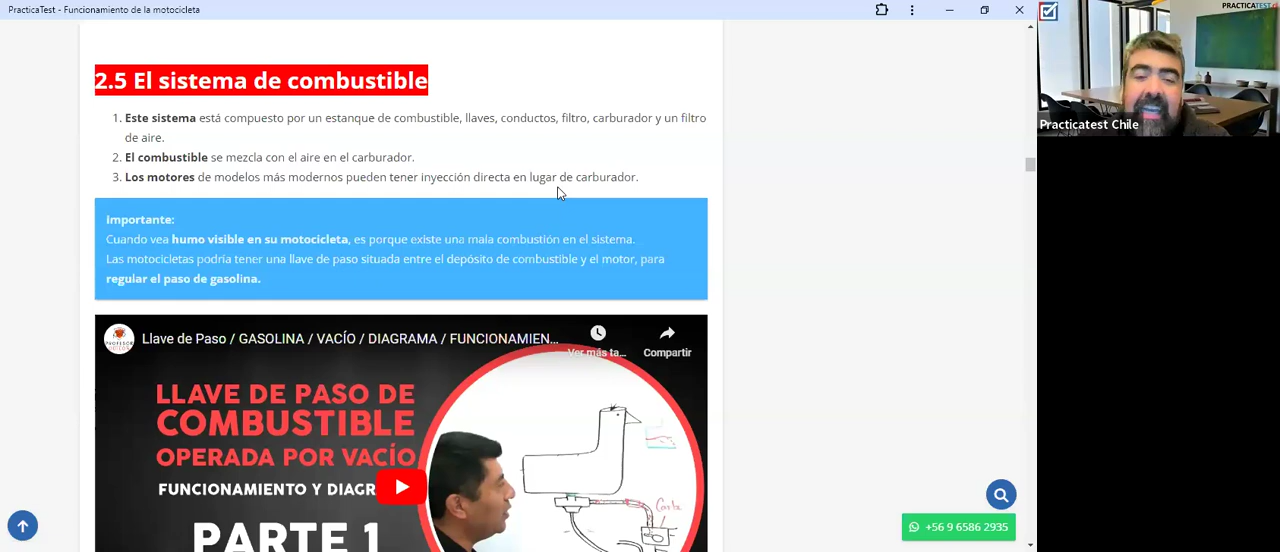 PracticaTest - Funcionamiento de la motocicleta
PRACTICATEST
Practicatest Chile
2.5 El sistema de combustible
1. Este sistema está compuesto por un estanque de combustible, llaves, conductos, filtro, carburador y un filtro
de aire.
2. El combustible se mezcla con el aire en el carburador.
3. Los motores de modelos más modernos pueden tener inyección directa en lugar de carburador.
Importante:
Cuando vea humo visible en su motocicleta, es porque existe una mala combustión en el sistema.
Las motocicletas podría tener una llave de paso situada entre el depósito de combustible y el motor, para
regular el paso de gasolina.
Llave de Paso / GASOLINA / VACÍO / DIAGRAMA / FUNCIONAMIEN...
Ver más ta...
Compartir
LLAVE DE PASO DE
COMBUSTIBLE
OPERADA POR VACÍO
FUNCIONAMIENTO Y DIAGR
PARTE 1
+56 9 6586 2935